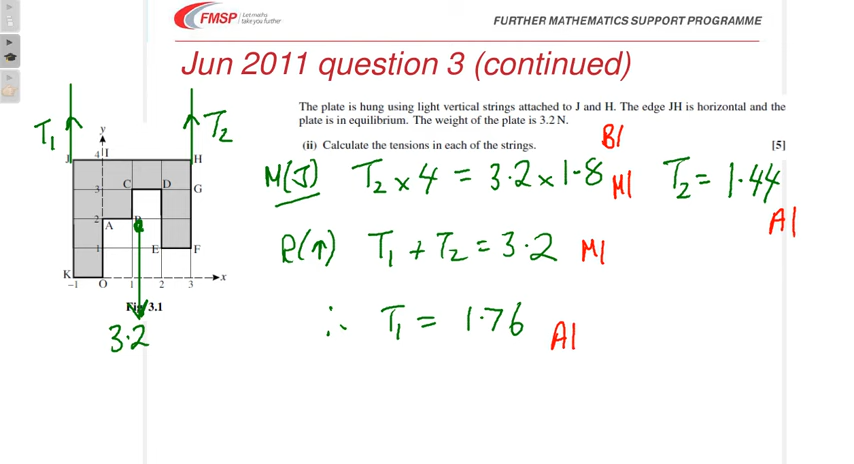 FMSP Let maths take you further
FURTHER MATHEMATICS SUPPORT PROGRAMME
Jun 2011 question 3 (continued)
The plate is hung using light vertical strings attached to J and H. The edge JH is horizontal and the
plate is in equilibrium. The weight of the plate is 3.2 N.
(ii) Calculate the tensions in each of the strings. [5]
T1 T2
y
J 4 I H
3 C D G
2 A B
1 E F
K
-1 O 1 2 3 x
Fig 3.1
3.2
B1
M(J) T2 × 4 = 3.2 × 1.8 M1 T2 = 1.44
A1
R(↑) T1 + T2 = 3.2 M1
∴ T1 = 1.76 A1